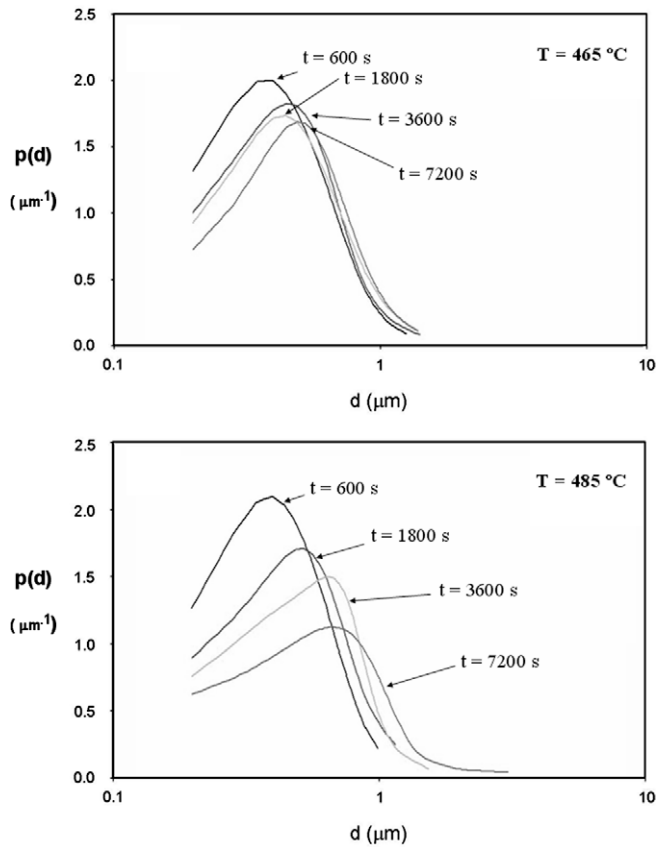 2.5
T = 465 ºC
t = 600 s
2.0
t = 1800 s
1.5
t = 3600 s
p(d)
t = 7200 s
( µm-1)
1.0
0.5
0.0
0.1
1
10
d (µm)
2.5
T = 485 ºC
t = 600 s
2.0
t = 1800 s
1.5
p(d)
t = 3600 s
( µm-1)
1.0
t = 7200 s
0.5
0.0
0.1
1
10
d (µm)